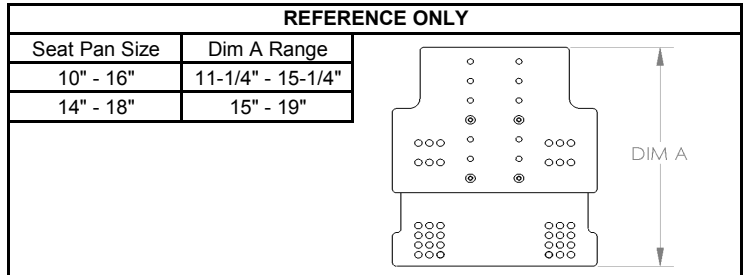 REFERENCE ONLY
Seat Pan Size Dim A Range
10" - 16" 11-1/4" - 15-1/4"
14" - 18" 15" - 19"
DIM A